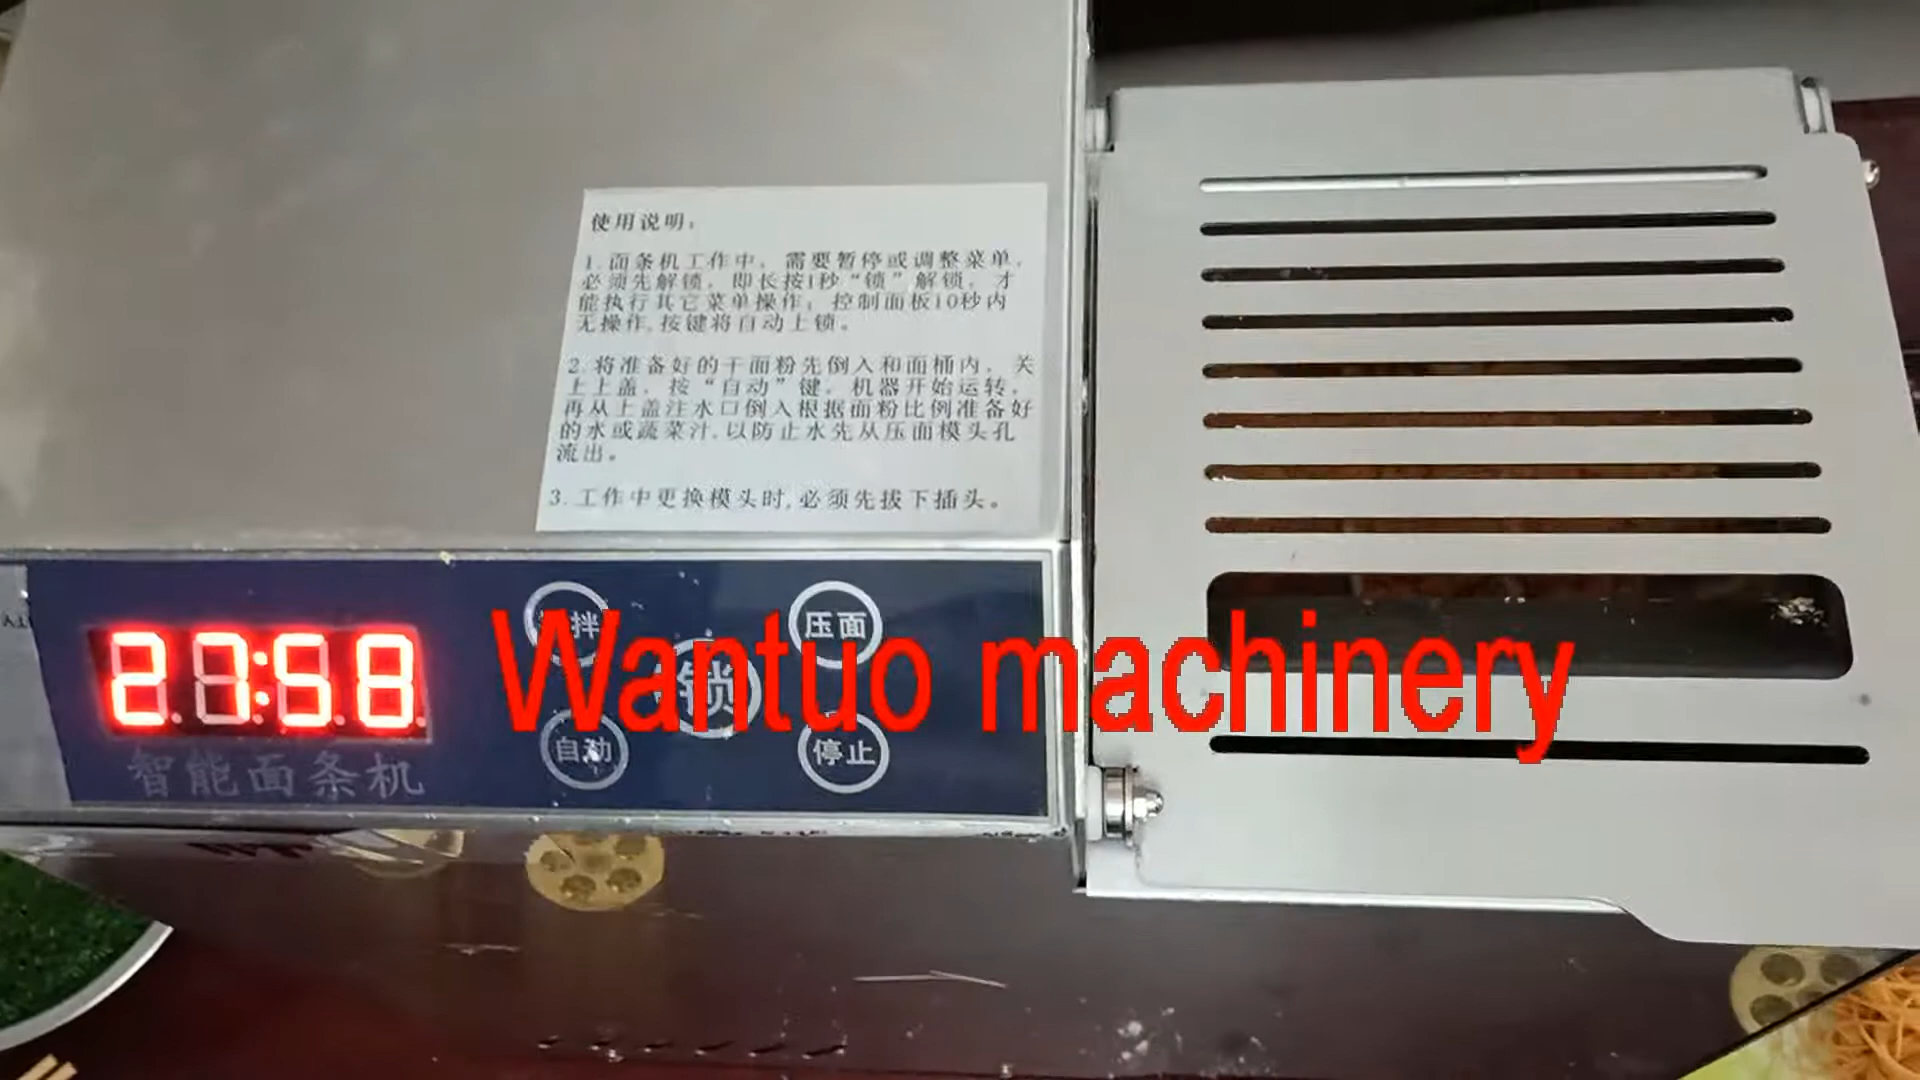 使用说明：
1.面条机工作中，需要暂停或调整菜单，
必须先解锁，即长按1秒“锁”解锁，才
能执行其它菜单操作；控制面板10秒内
无操作,按键将自动上锁。
2.将准备好的干面粉先倒入和面桶内，关
上上盖，按“自动”键，机器开始运转，
再从上盖注水口倒入根据面粉比例准备好
的水或蔬菜汁,以防止水先从压面模头孔
流出。
3.工作中更换模头时,必须先拔下插头。
拌 压面
27:58
Wantuo machinery
锁
自动 停止
智能面条机